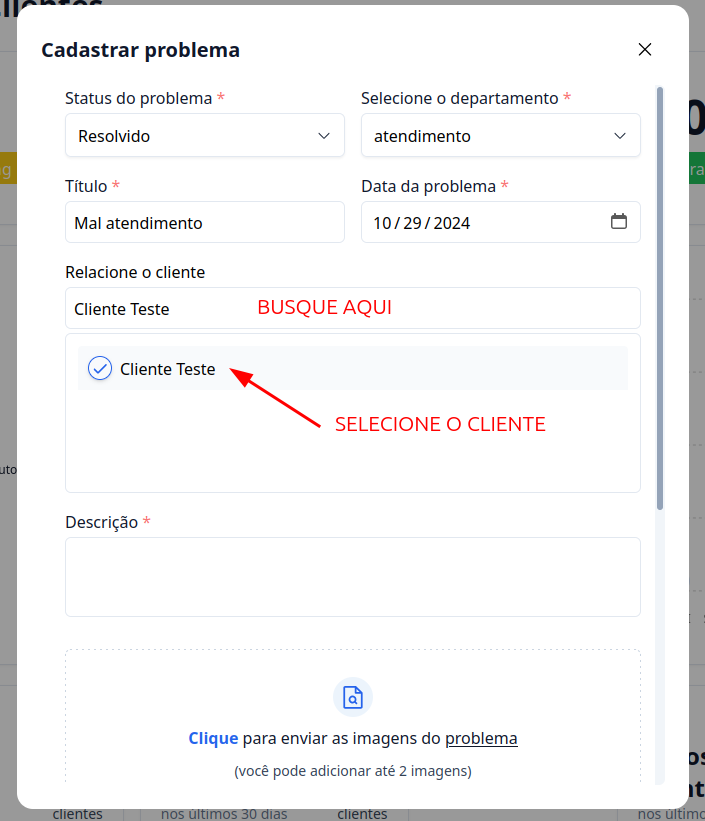 Clientes
Cadastrar problema
Status do problema *
Selecione o departamento *
Resolvido
atendimento
Título *
Data da problema *
Mal atendimento
10/29/2024
Relacione o cliente
Cliente Teste
BUSQUE AQUI
Cliente Teste
SELECIONE O CLIENTE
Descrição *
Clique para enviar as imagens do problema
(você pode adicionar até 2 imagens)
clientes
nos últimos 30 dias
clientes